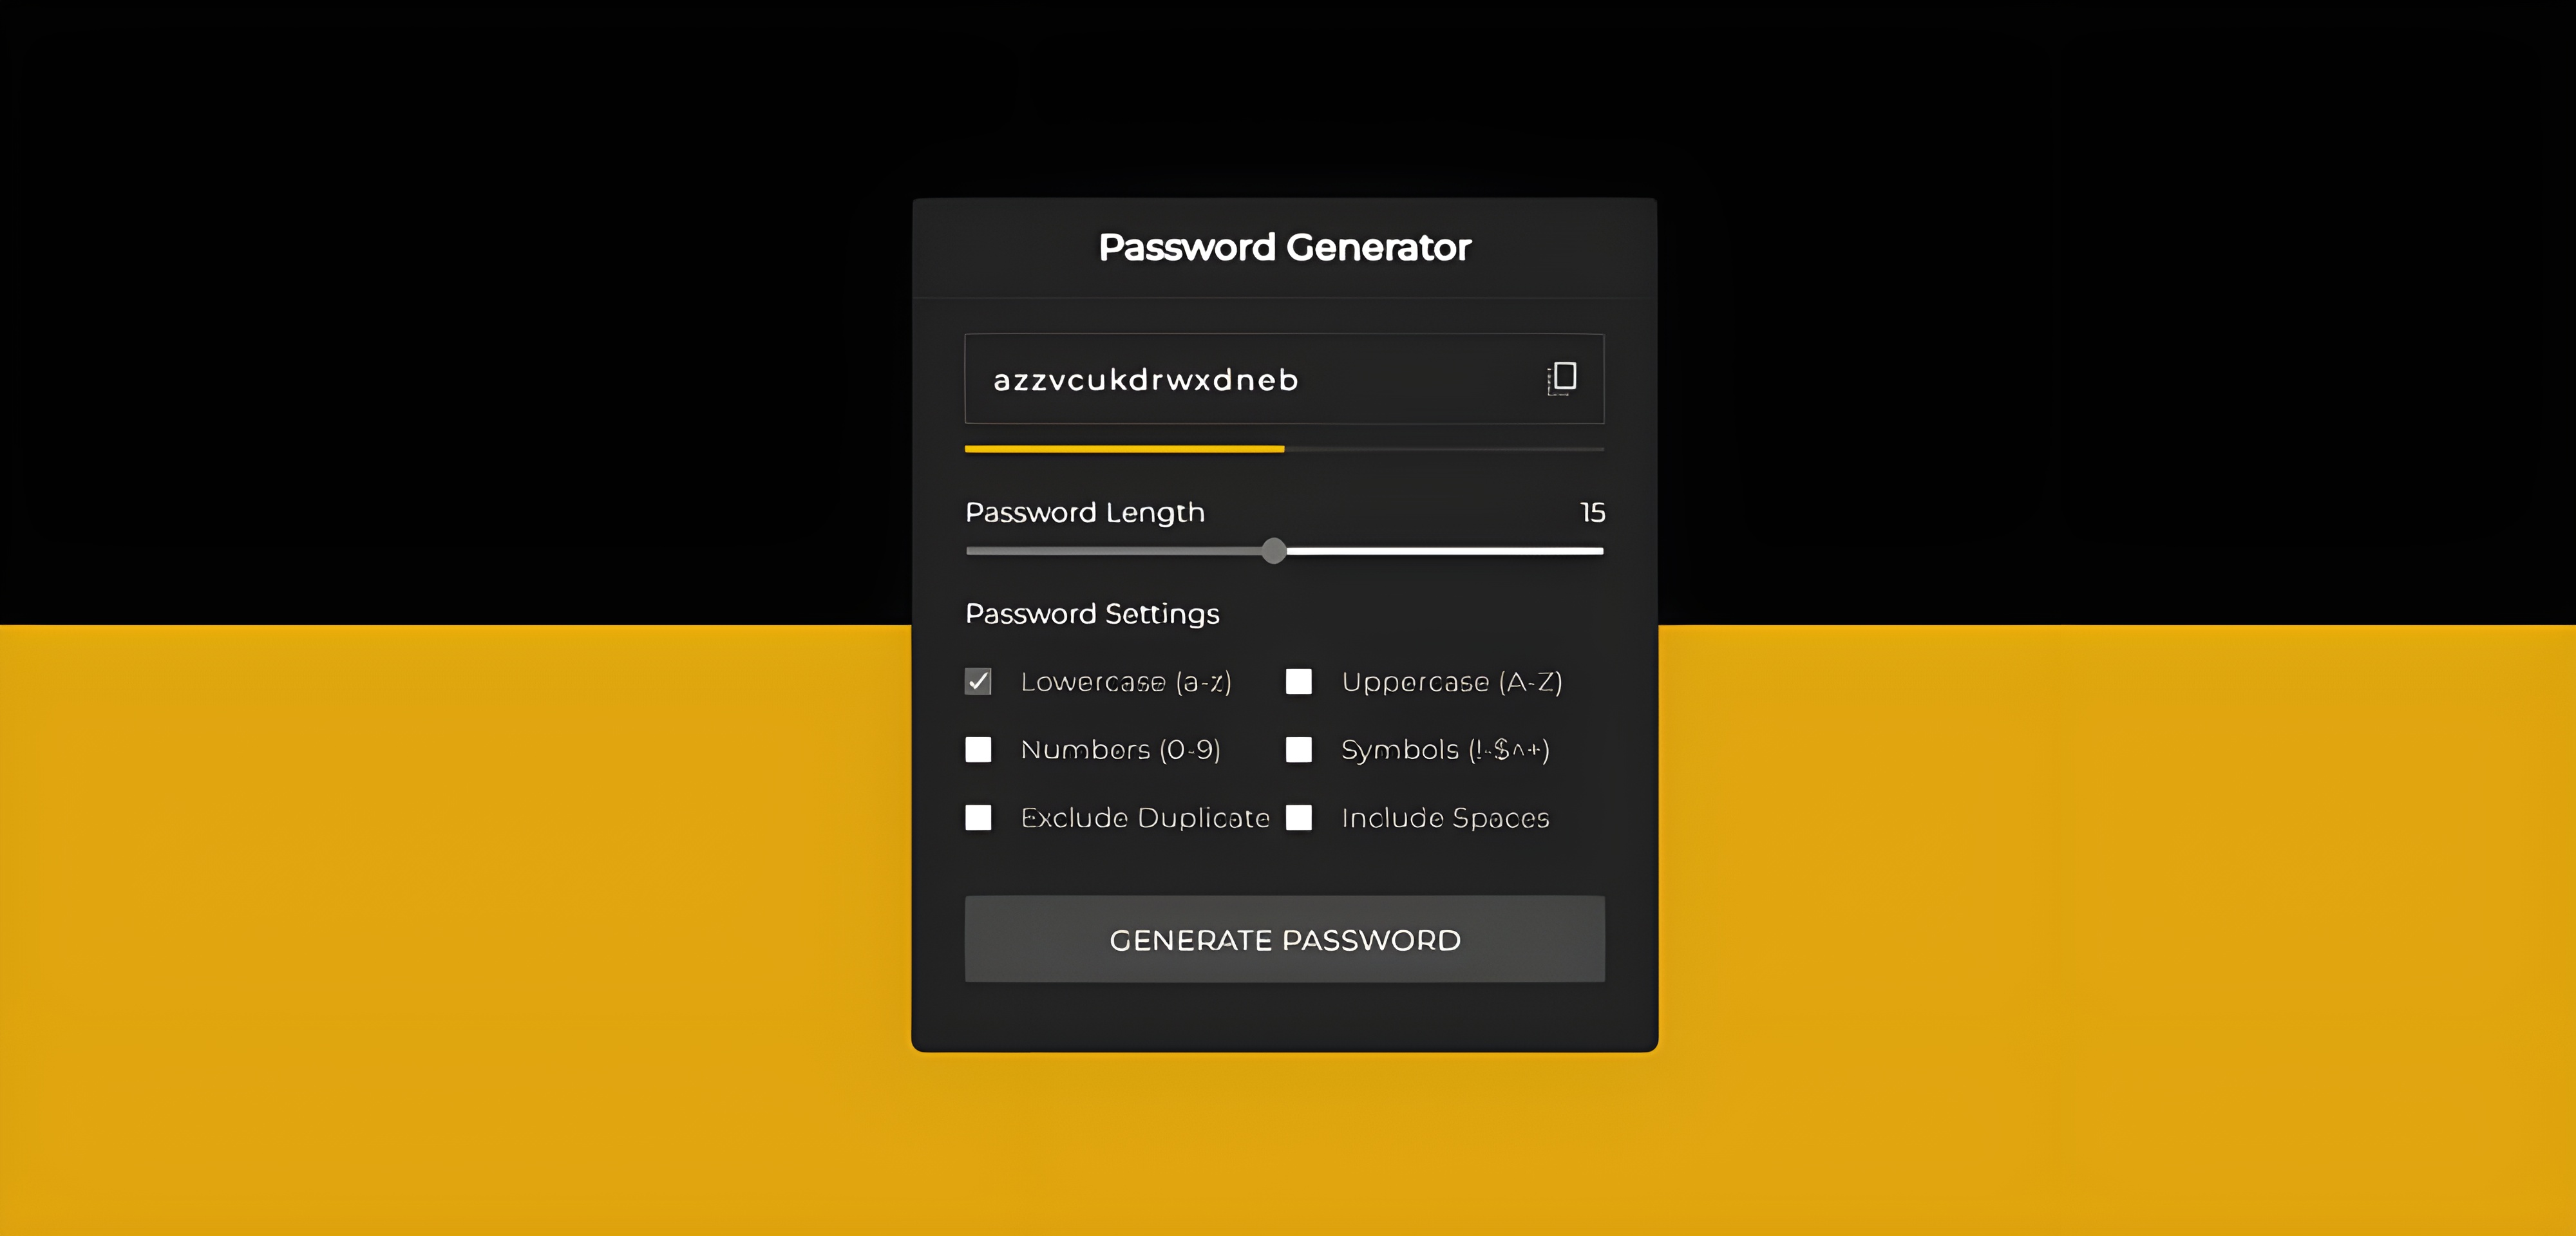 Password Generator
azzvcukdrwxdneb
Password Length 15
Password Settings
Lowercase (a-z) Uppercase (A-Z)
Numbers (0-9) Symbols (!-$^+)
Exclude Duplicate Include Spaces
GENERATE PASSWORD